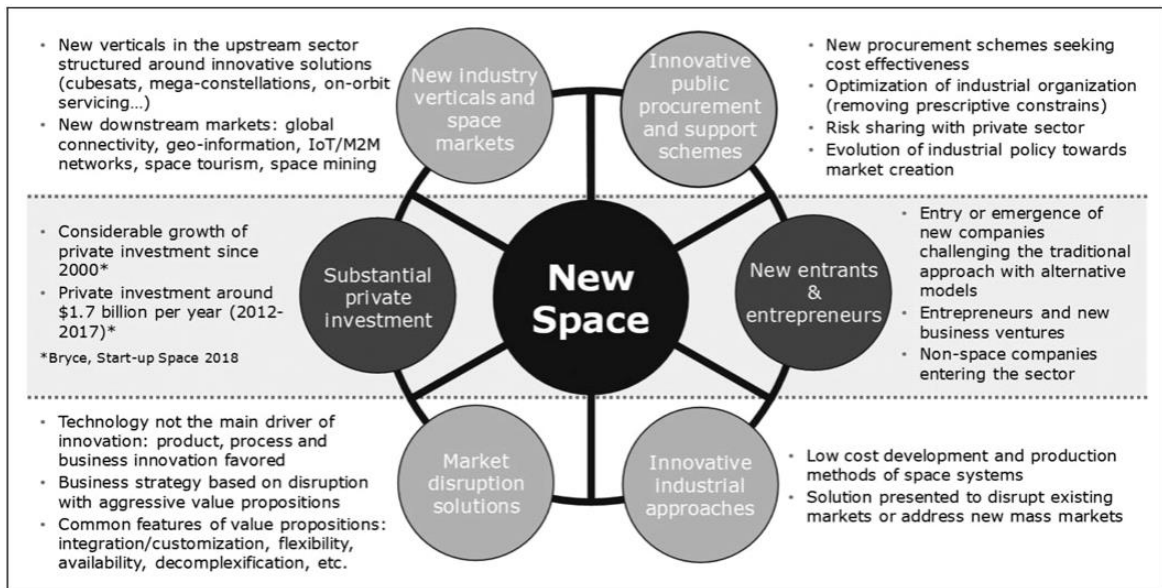 • New verticals in the upstream sector
structured around innovative solutions
(cubesats, mega-constellations, on-orbit
servicing…)
• New downstream markets: global
connectivity, geo-information, IoT/M2M
networks, space tourism, space mining
New industry
verticals and
space
markets
Innovative
public
procurement
and support
schemes
• New procurement schemes seeking
cost effectiveness
• Optimization of industrial organization
(removing prescriptive constrains)
• Risk sharing with private sector
• Evolution of industrial policy towards
market creation
• Considerable growth of
private investment since
2000*
• Private investment around
$1.7 billion per year (2012-
2017)*
*Bryce, Start-up Space 2018
Substantial
private
investment
New
Space
New entrants
&
entrepreneurs
• Entry or emergence of
new companies
challenging the traditional
approach with alternative
models
• Entrepreneurs and new
business ventures
• Non-space companies
entering the sector
• Technology not the main driver of
innovation: product, process and
business innovation favored
• Business strategy based on disruption
with aggressive value propositions
• Common features of value propositions:
integration/customization, flexibility,
availability, decomplexification, etc.
Market
disruption
solutions
Innovative
industrial
approaches
• Low cost development and production
methods of space systems
• Solution presented to disrupt existing
markets or address new mass markets